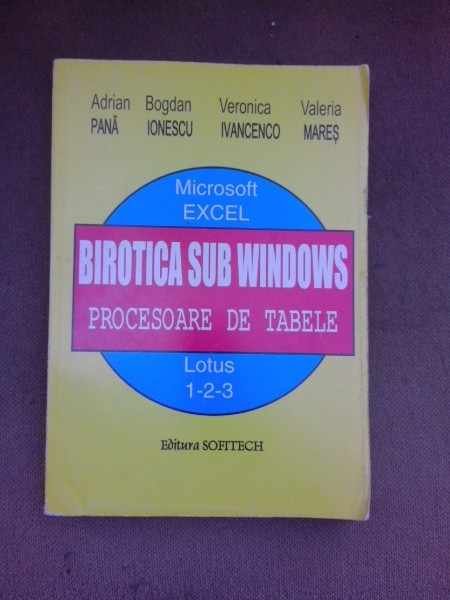 Adrian Bogdan Veronica Valeria
PANĂ IONESCU IVANCENCO MAREȘ
Microsoft
EXCEL
BIROTICA SUB WINDOWS
PROCESOARE DE TABELE
Lotus
1-2-3
Editura SOFITECH